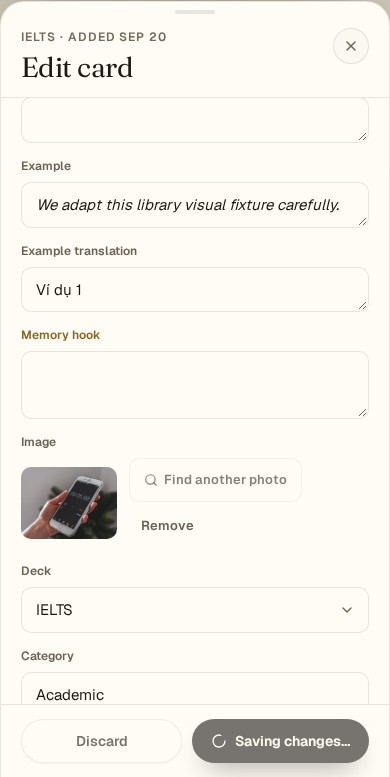 IELTS · ADDED SEP 20
Edit card
Example
We adapt this library visual fixture carefully.
Example translation
Ví dụ 1
Memory hook
Image
Find another photo
Remove
Deck
IELTS
Category
Academic
Discard
Saving changes...